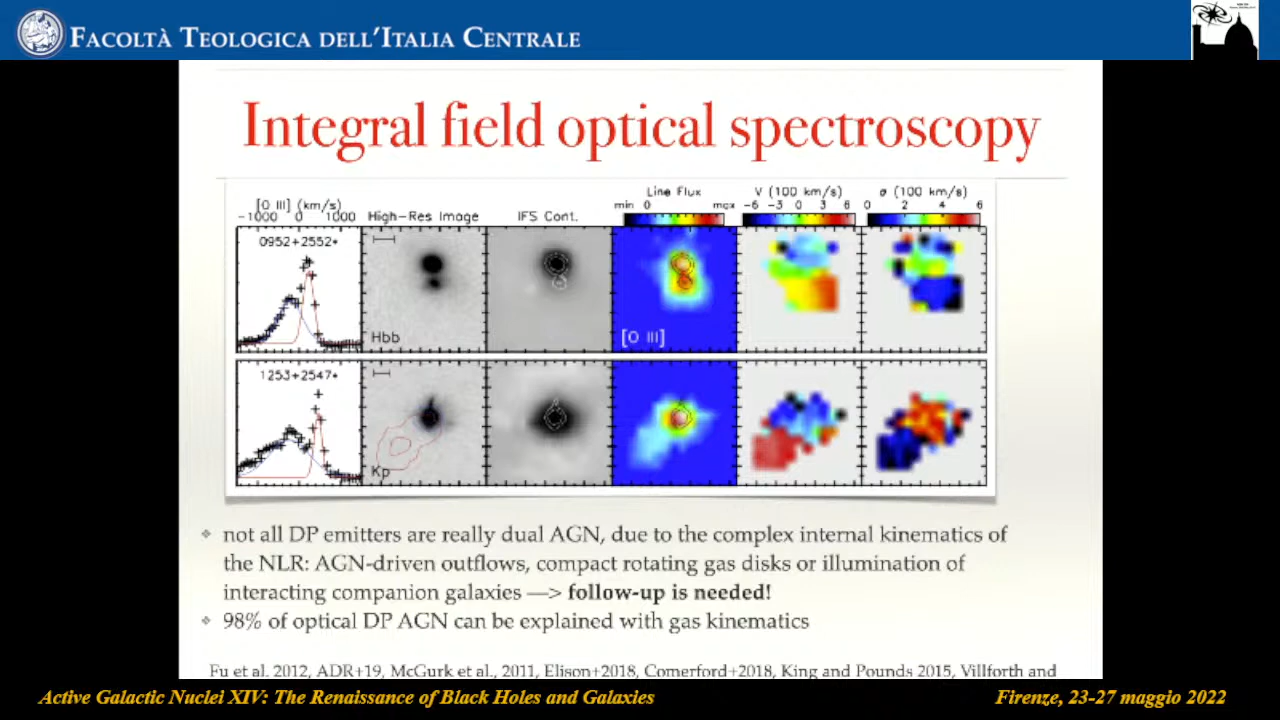 FACOLTÀ TEOLOGICA DELL'ITALIA CENTRALE
Integral field optical spectroscopy
[O III] (km/s)
−1000 0 1000
High-Res Image
IFS Cont.
Line Flux
min 0 max
V (100 km/s)
−6 −3 0 3 6
σ (100 km/s)
0 2 4 6
0952+2552•
Hbb
[O III]
1253+2547•
Kp
❖ not all DP emitters are really dual AGN, due to the complex internal kinematics of
the NLR: AGN-driven outflows, compact rotating gas disks or illumination of
interacting companion galaxies —> follow-up is needed!
❖ 98% of optical DP AGN can be explained with gas kinematics
Fu et al. 2012, ADR+19, McGurk et al., 2011, Elison+2018, Comerford+2018, King and Pounds 2015, Villforth and
Active Galactic Nuclei XIV: The Renaissance of Black Holes and Galaxies
Firenze, 23-27 maggio 2022